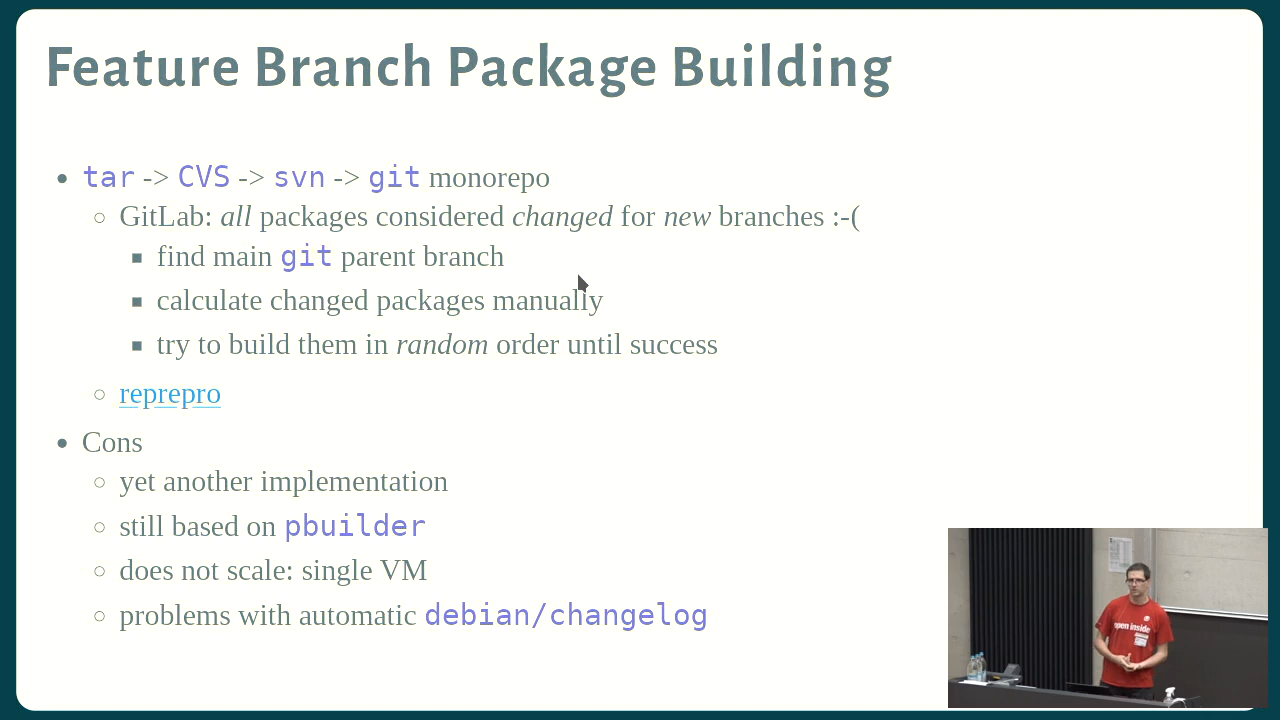 Feature Branch Package Building
tar -> CVS -> svn -> git monorepo
GitLab: all packages considered changed for new branches :-(
find main git parent branch
calculate changed packages manually
try to build them in random order until success
reprepro
Cons
yet another implementation
still based on pbuilder
does not scale: single VM
problems with automatic debian/changelog
open inside